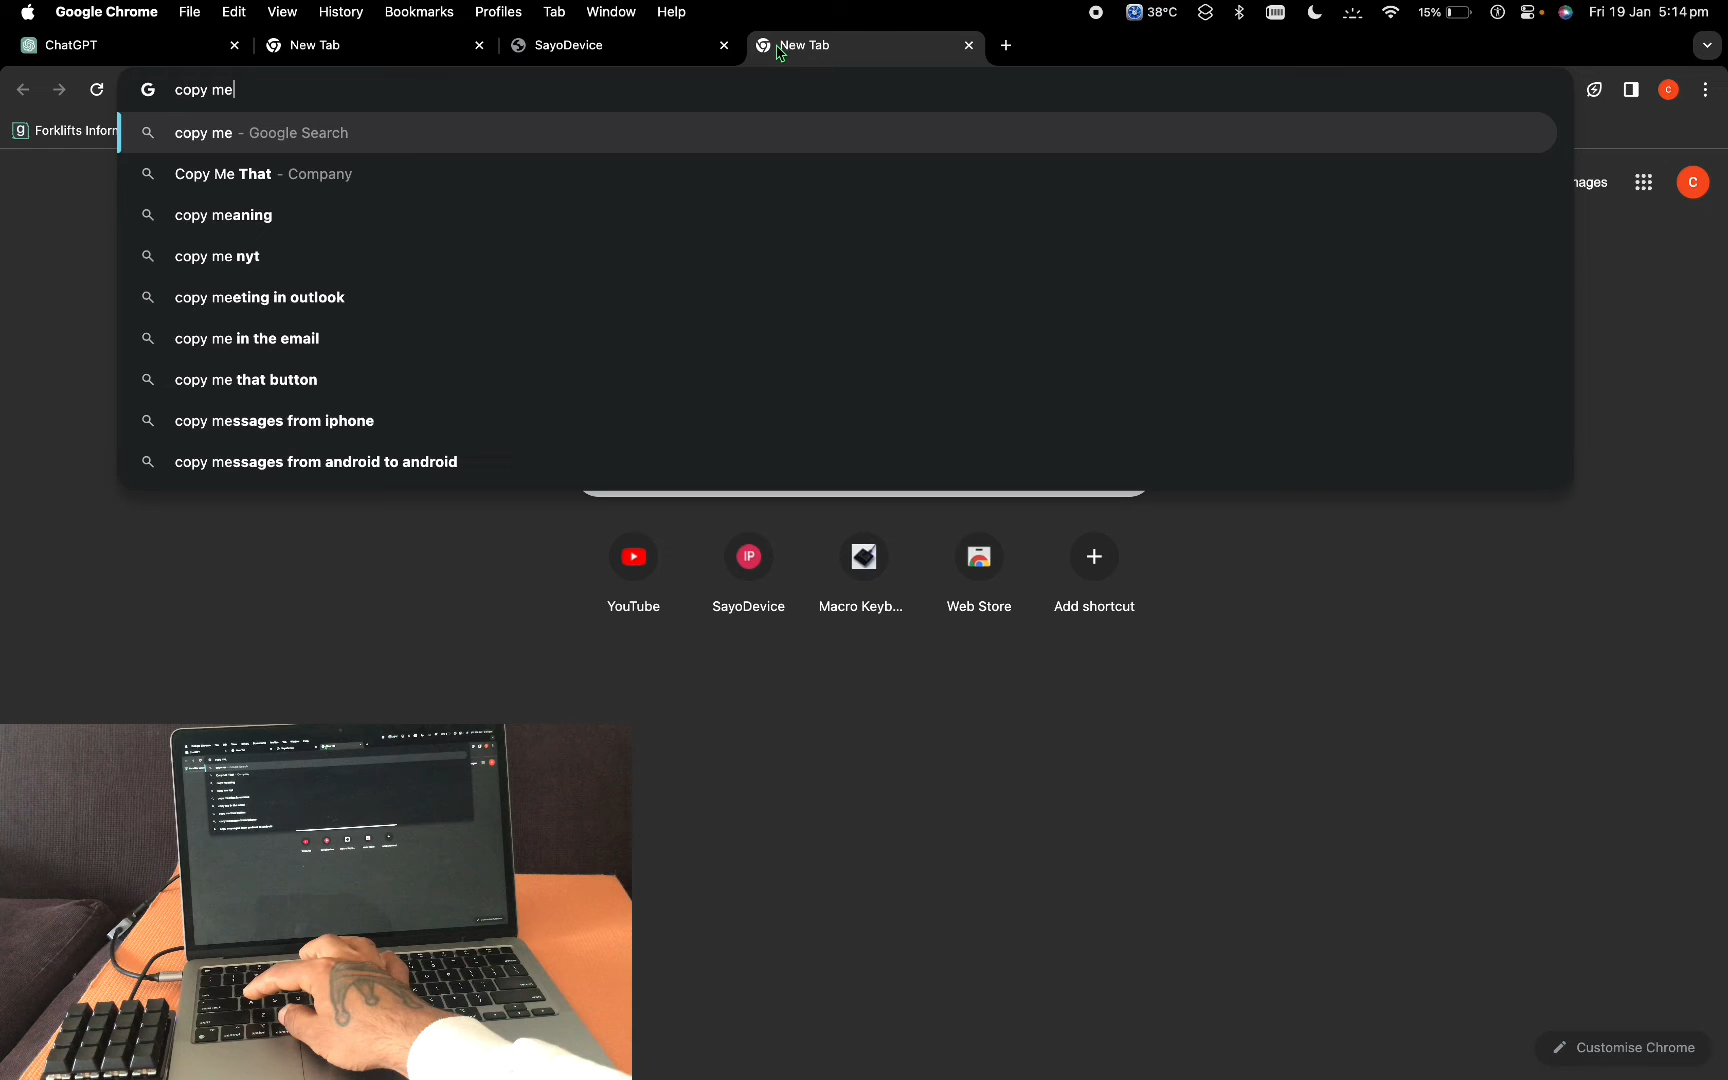 Google Chrome File Edit View History Bookmarks Profiles Tab Window Help 38°C 15% Fri 19 Jan 5:14 pm
ChatGPT New Tab SayoDevice New Tab
copy me C
g Forklifts Inforn
copy me - Google Search
Copy Me That - Company
nages C
copy meaning
copy me nyt
copy meeting in outlook
copy me in the email
copy me that button
copy messages from iphone
copy messages from android to android
IP
YouTube SayoDevice Macro Keyb... Web Store Add shortcut
Customise Chrome